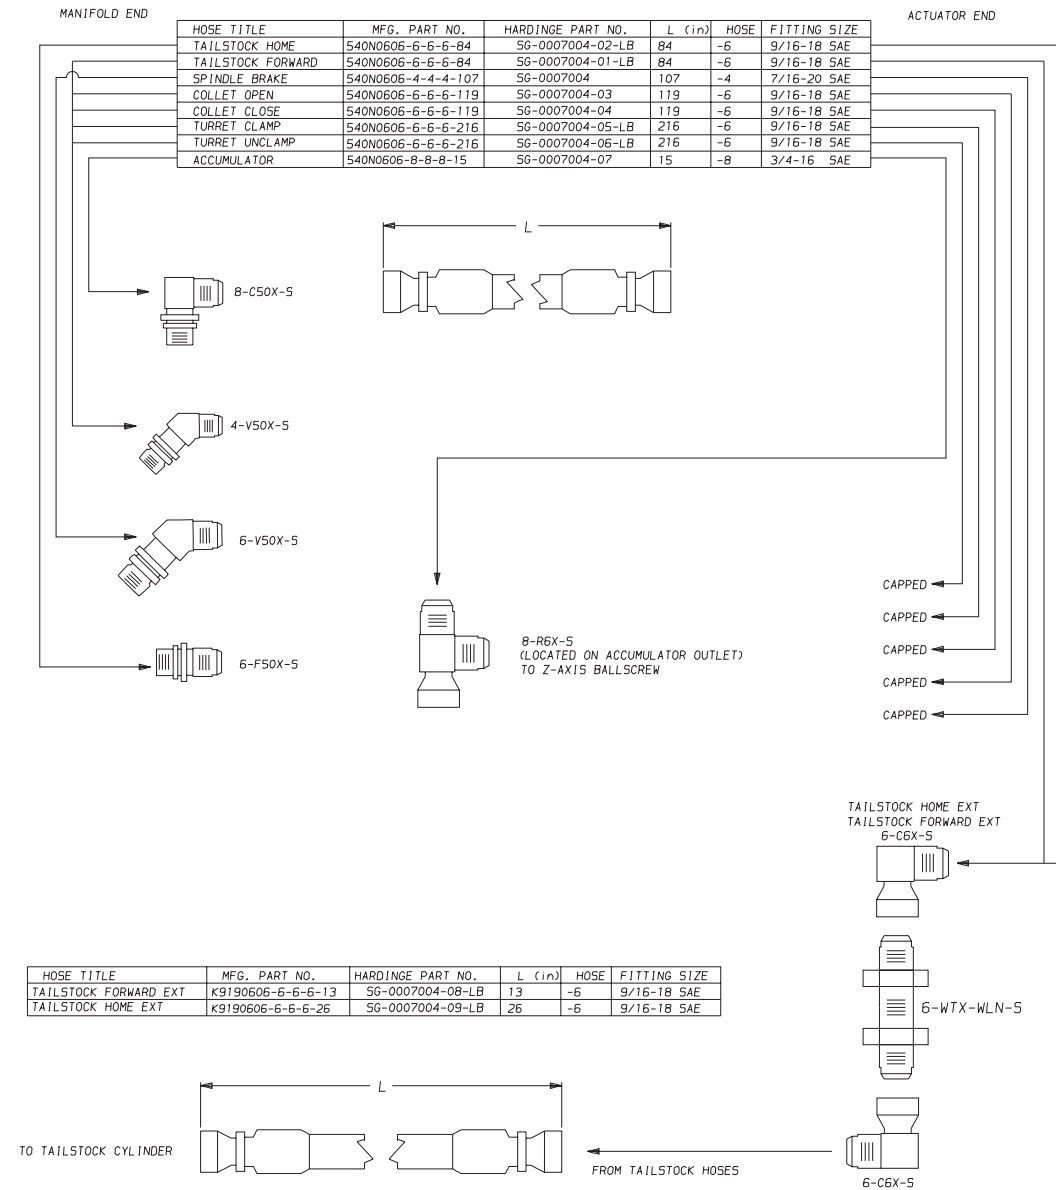 MANIFOLD END
ACTUATOR END
HOSE TITLE MFG. PART NO. HARDINGE PART NO. L (in) HOSE FITTING SIZE
TAILSTOCK HOME 540N0606-6-6-6-84 SG-0007004-02-LB 84 -6 9/16-18 SAE
TAILSTOCK FORWARD 540N0606-6-6-6-84 SG-0007004-01-LB 84 -6 9/16-18 SAE
SPINDLE BRAKE 540N0606-4-4-4-107 SG-0007004 107 -4 7/16-20 SAE
COLLET OPEN 540N0606-6-6-6-119 SG-0007004-03 119 -6 9/16-18 SAE
COLLET CLOSE 540N0606-6-6-6-119 SG-0007004-04 119 -6 9/16-18 SAE
TURRET CLAMP 540N0606-6-6-6-216 SG-0007004-05-LB 216 -6 9/16-18 SAE
TURRET UNCLAMP 540N0606-6-6-6-216 SG-0007004-06-LB 216 -6 9/16-18 SAE
ACCUMULATOR 540N0606-8-8-8-15 SG-0007004-07 15 -8 3/4-16 SAE
L
8-C50X-S
4-V50X-S
6-V50X-S
6-F50X-S
8-R6X-S
(LOCATED ON ACCUMULATOR OUTLET)
TO Z-AXIS BALLSCREW
CAPPED
CAPPED
CAPPED
CAPPED
CAPPED
TAILSTOCK HOME EXT
TAILSTOCK FORWARD EXT
6-C6X-S
HOSE TITLE MFG. PART NO. HARDINGE PART NO. L (in) HOSE FITTING SIZE
TAILSTOCK FORWARD EXT K9190606-6-6-6-13 SG-0007004-08-LB 13 -6 9/16-18 SAE
TAILSTOCK HOME EXT K9190606-6-6-6-26 SG-0007004-09-LB 26 -6 9/16-18 SAE
6-WTX-WLN-S
L
TO TAILSTOCK CYLINDER
FROM TAILSTOCK HOSES
6-C6X-S